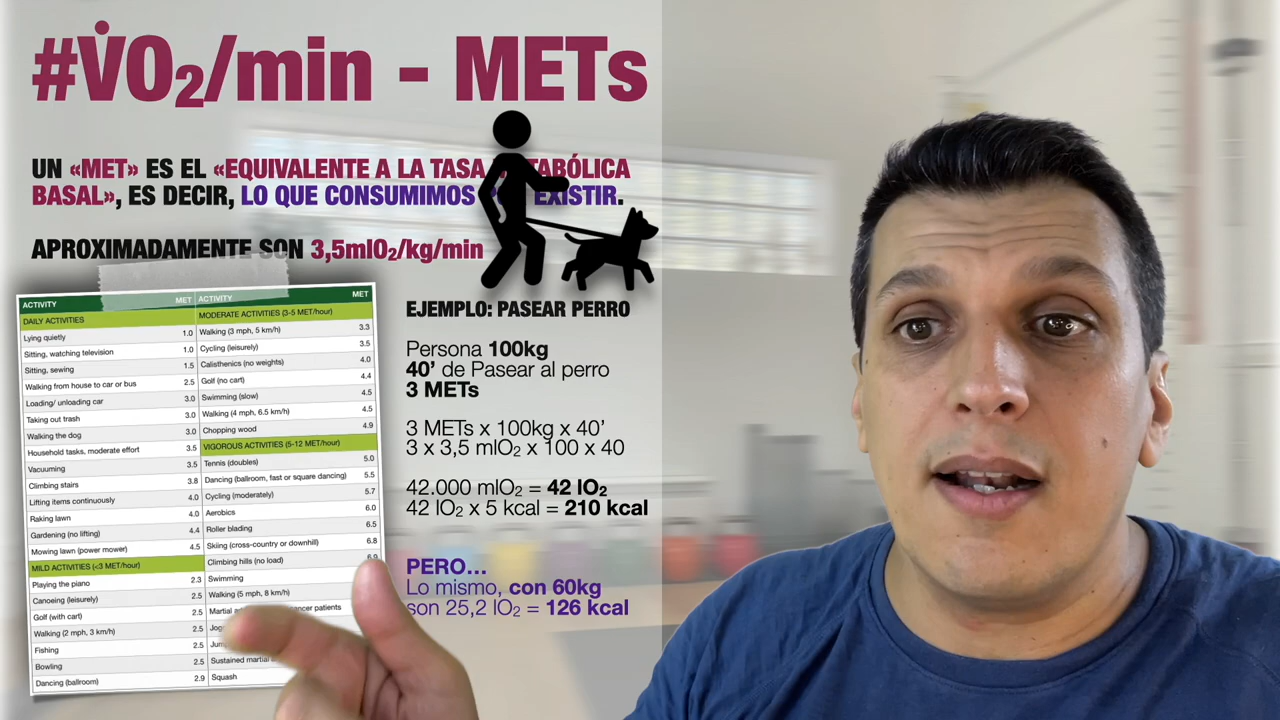 #V̇O₂/min - METs
UN «MET» ES EL «EQUIVALENTE A LA TASA
BASAL», ES DECIR, LO QUE CONSUMIMOS EXISTIR.
APROXIMADAMENTE SON 3,5mlO₂/kg/min
ACTIVITY MET
DAILY ACTIVITIES
Lying quietly 1.0
Sitting, watching television 1.0
Sitting, sewing 1.5
Walking from house to car or bus 2.5
Loading/ unloading car 3.0
Taking out trash 3.0
Walking the dog 3.0
Household tasks, moderate effort 3.5
Vacuuming 3.5
Climbing stairs 3.8
Lifting items continuously 4.0
Raking lawn 4.0
Gardening (no lifting) 4.4
Mowing lawn (power mower) 4.5
MILD ACTIVITIES (<3 MET/hour)
Playing the piano 2.3
Canoeing (leisurely) 2.5
Golf (with cart) 2.5
Walking (2 mph, 3 km/h) 2.5
Fishing 2.5
Bowling 2.5
Dancing (ballroom) 2.9
ACTIVITY MET
MODERATE ACTIVITIES (3-5 MET/hour)
Walking (3 mph, 5 km/h) 3.3
Cycling (leisurely) 3.5
Calisthenics (no weights) 4.0
Golf (no cart) 4.4
Swimming (slow) 4.5
Walking (4 mph, 6.5 km/h) 4.5
Chopping wood 4.9
VIGOROUS ACTIVITIES (5-12 MET/hour)
Tennis (doubles) 5.0
Dancing (ballroom, fast or square dancing) 5.5
Cycling (moderately) 5.7
Aerobics 6.0
Roller blading 6.5
Skiing (cross-country or downhill) 6.8
Climbing hills (no load) 6.9
Swimming
Walking (5 mph, 8 km/h)
Martial patients
Sustained martial
Squash
EJEMPLO: PASEAR PERRO
Persona 100kg
40’ de Pasear al perro
3 METs
3 METs x 100kg x 40’
3 x 3,5 mlO₂ x 100 x 40
42.000 mlO₂ = 42 lO₂
42 lO₂ x 5 kcal = 210 kcal
PERO...
Lo mismo, con 60kg
son 25,2 lO₂ = 126 kcal